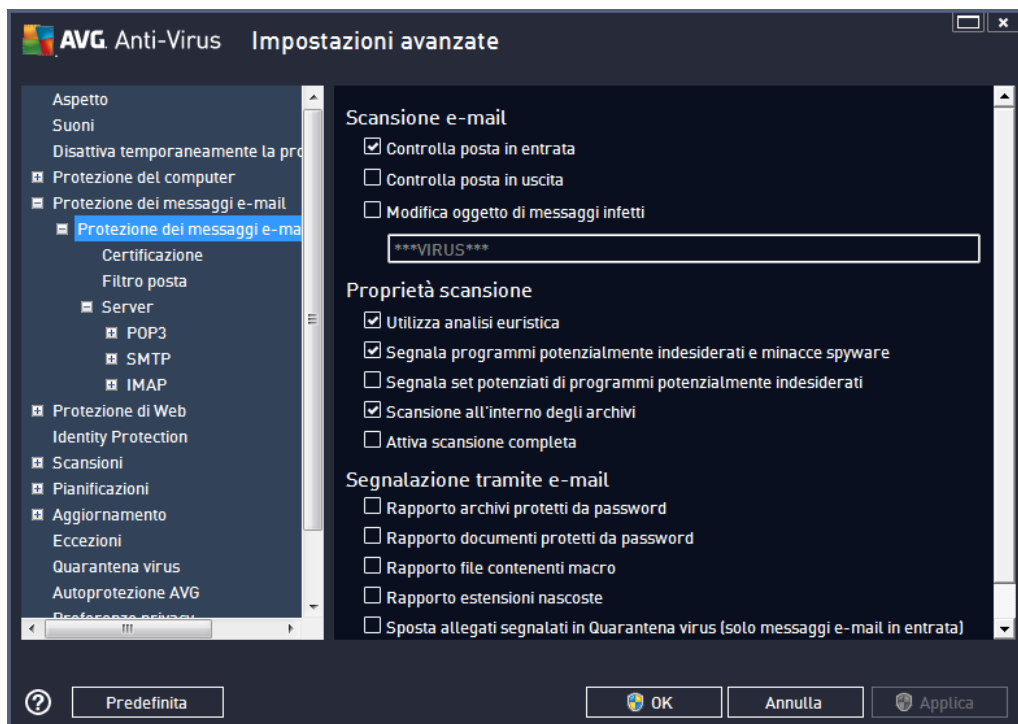 AVG. Anti-Virus Impostazioni avanzate
Aspetto
Suoni
Disattiva temporaneamente la pro
Protezione del computer
Protezione dei messaggi e-mail
Protezione dei messaggi e-ma
Certificazione
Filtro posta
Server
POP3
SMTP
IMAP
Protezione di Web
Identity Protection
Scansioni
Pianificazioni
Aggiornamento
Eccezioni
Quarantena virus
Autoprotezione AVG
Preferenze privacy
Scansione e-mail
Controlla posta in entrata
Controlla posta in uscita
Modifica oggetto di messaggi infetti
***VIRUS***
Proprietà scansione
Utilizza analisi euristica
Segnala programmi potenzialmente indesiderati e minacce spyware
Segnala set potenziati di programmi potenzialmente indesiderati
Scansione all'interno degli archivi
Attiva scansione completa
Segnalazione tramite e-mail
Rapporto archivi protetti da password
Rapporto documenti protetti da password
Rapporto file contenenti macro
Rapporto estensioni nascoste
Sposta allegati segnalati in Quarantena virus (solo messaggi e-mail in entrata)
? Predefinita OK Annulla Applica